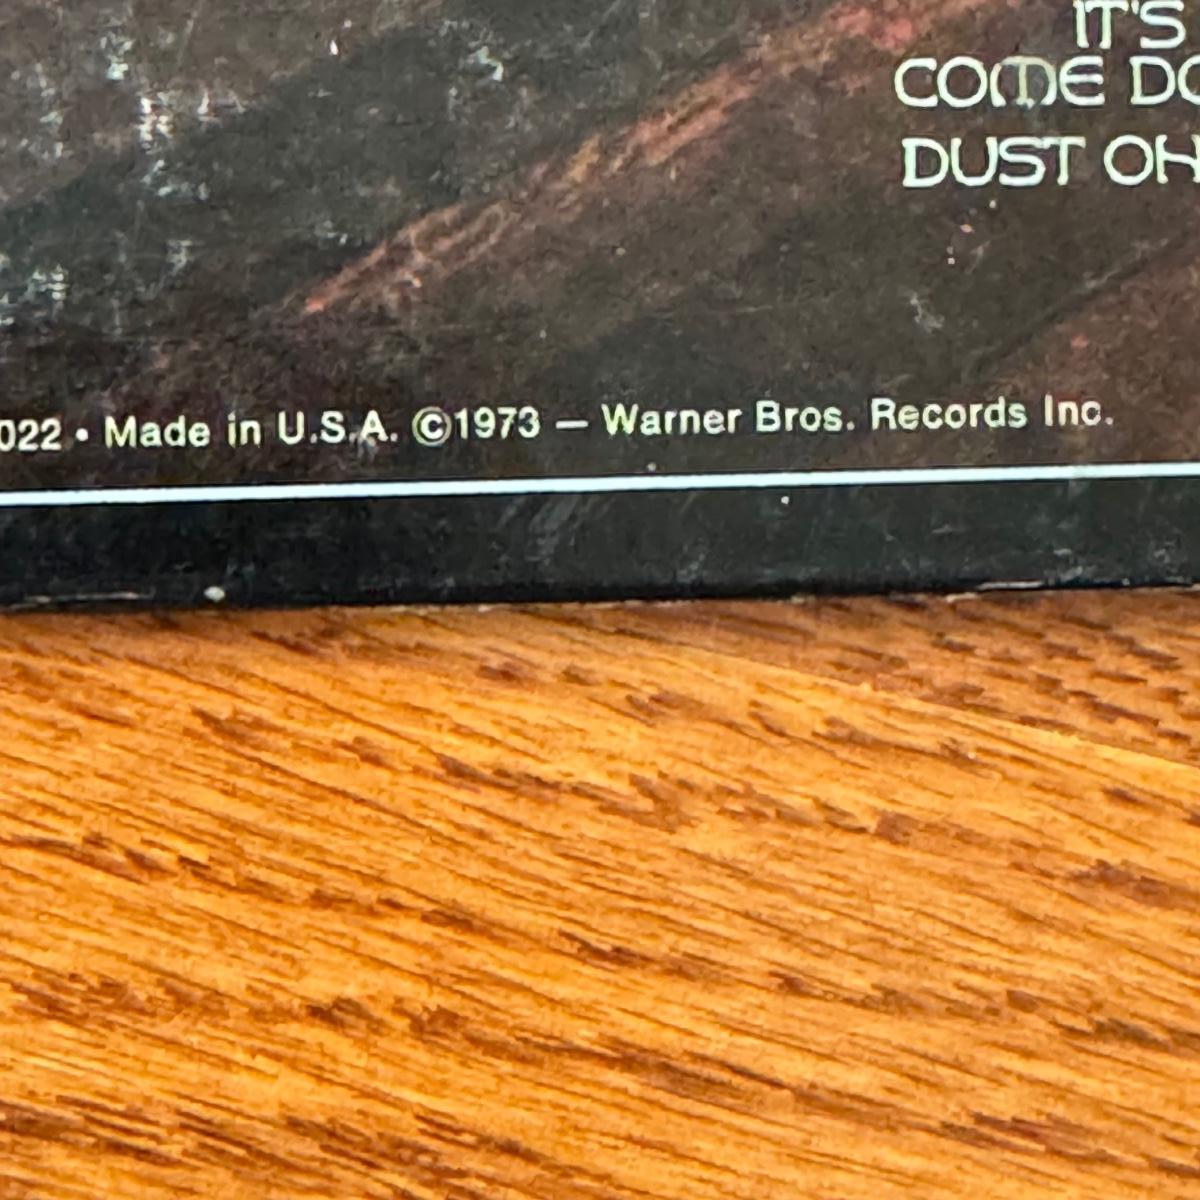 IT'S
COME DO
DUST OH
022 • Made in U.S.A. ©1973 — Warner Bros. Records Inc.